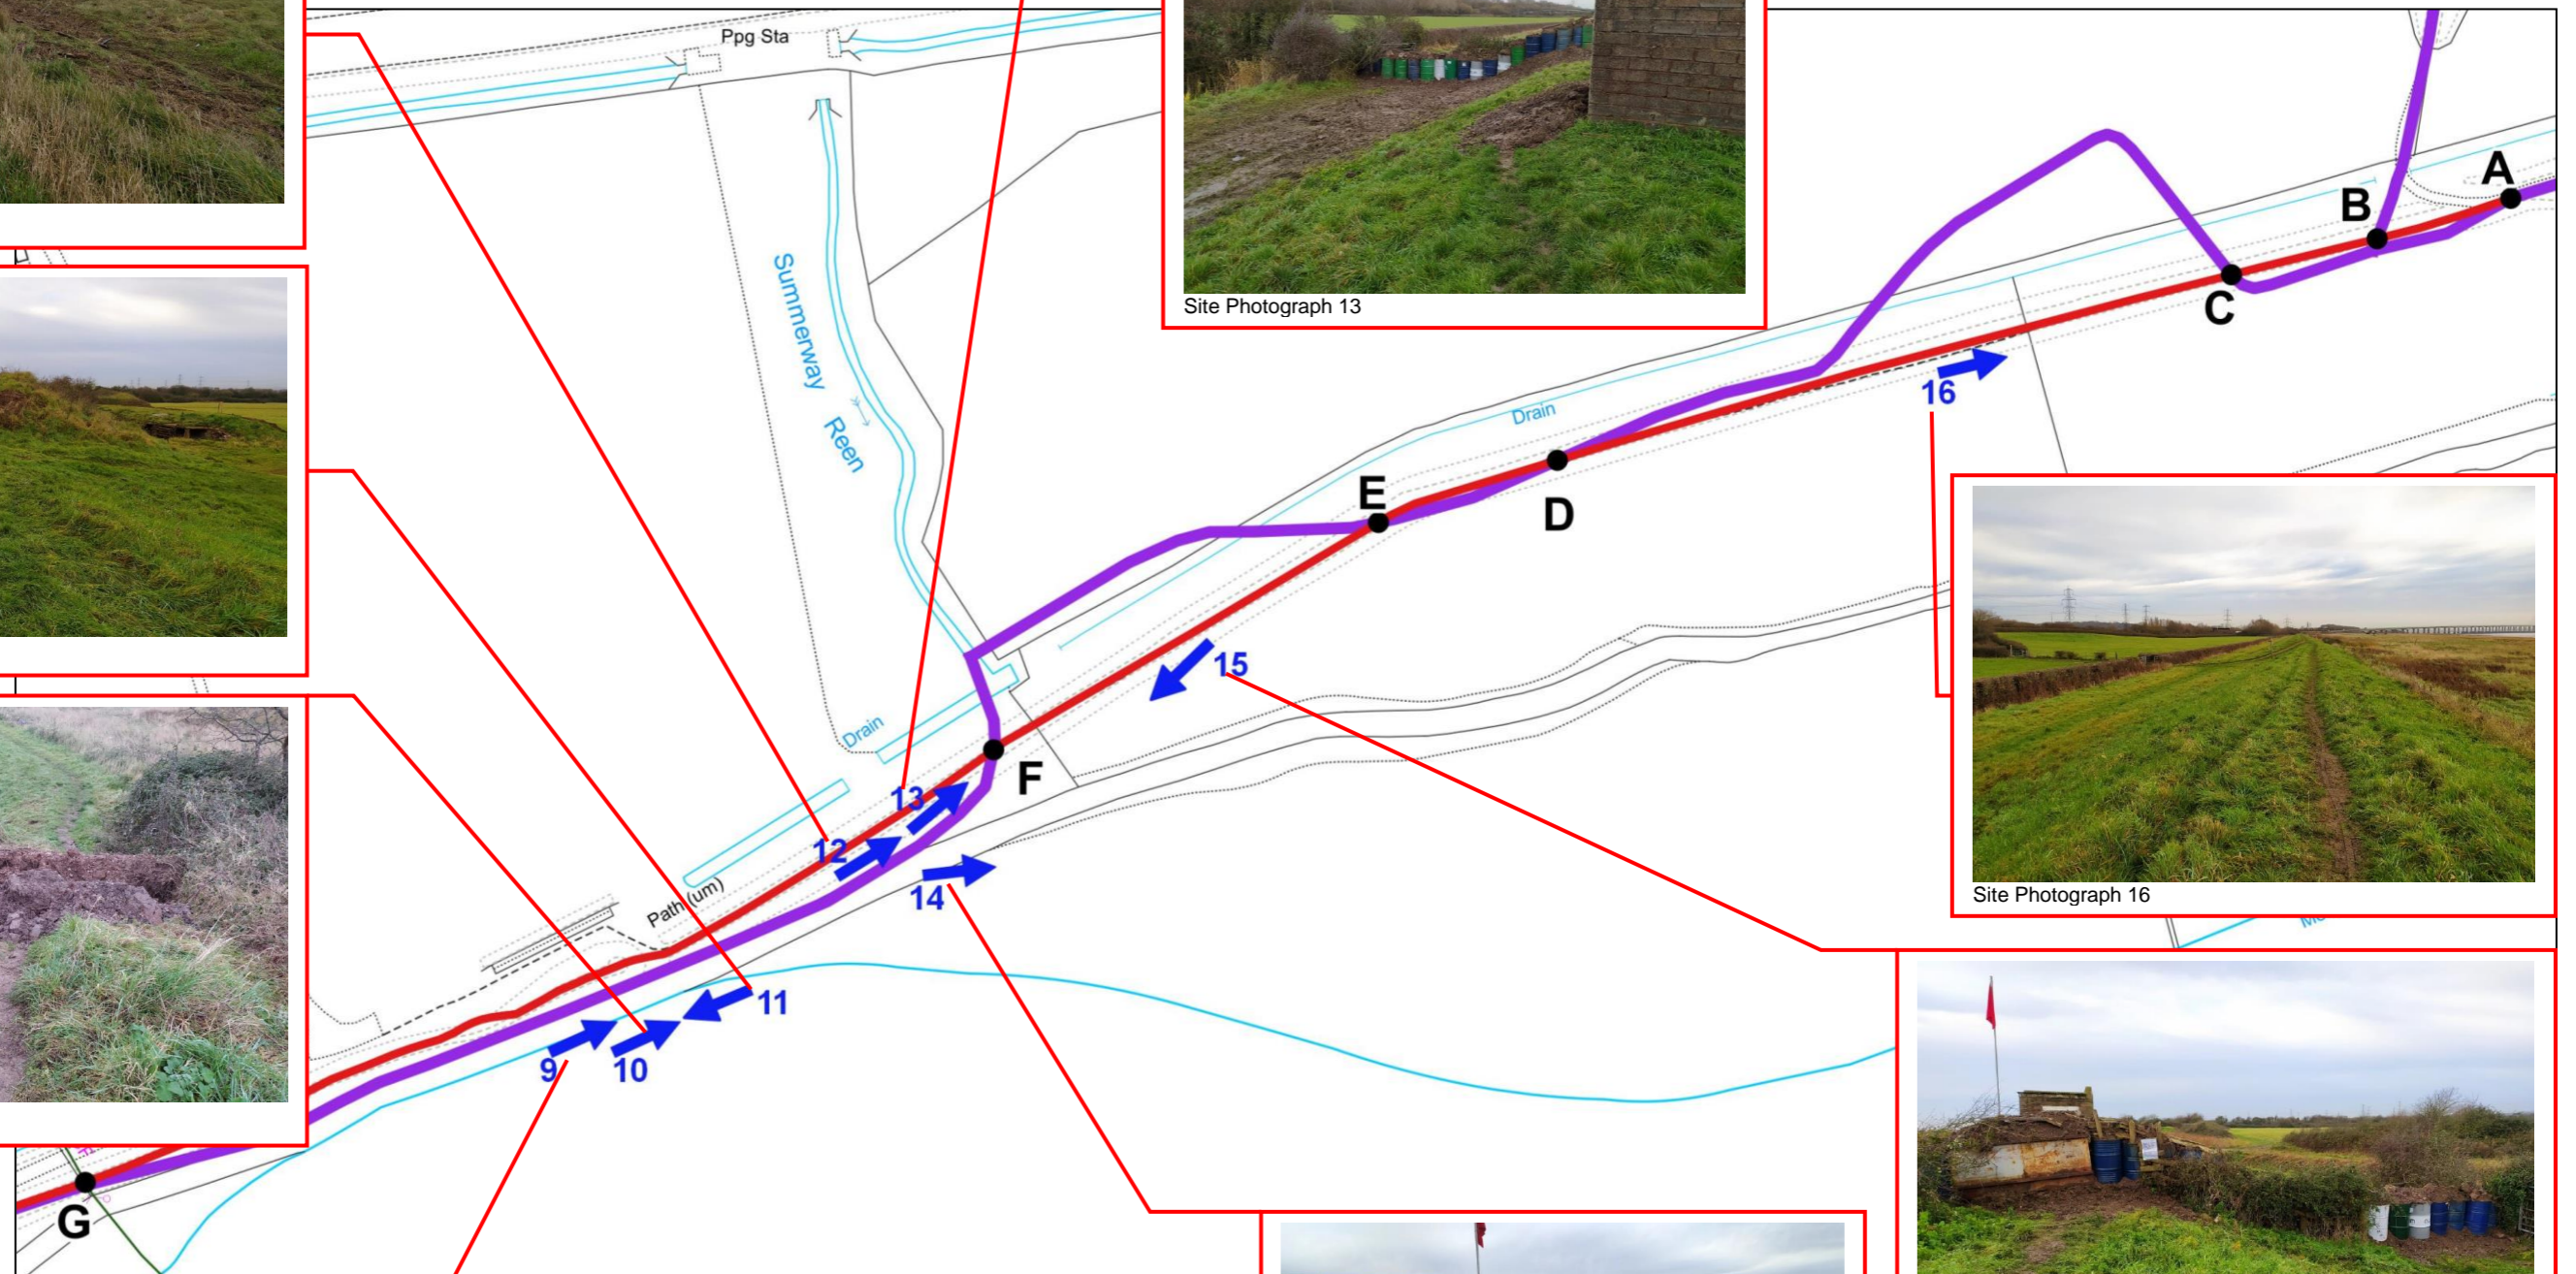 Ppg Sta
Site Photograph 13
A
B
C
Summerway
Reen
16
Drain
E
D
15
Drain
F
13
12
14
Path (um)
Site Photograph 16
11
9
10
G